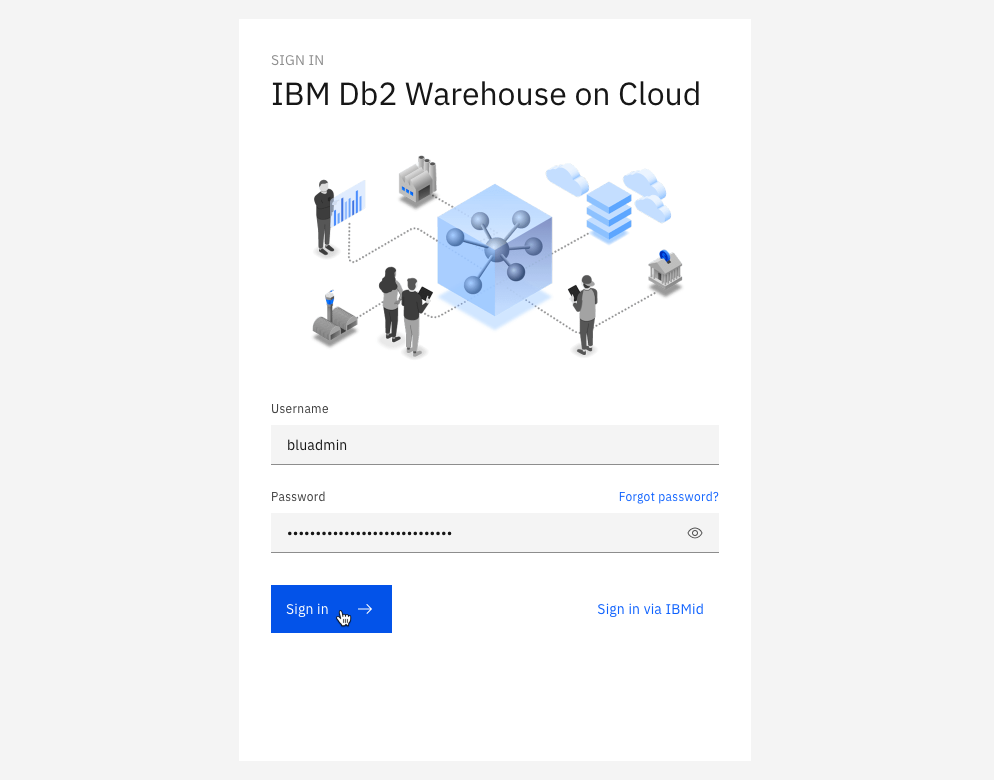 SIGN IN
IBM Db2 Warehouse on Cloud
Username
bluadmin
Password Forgot password?
•••••••••••••••••••••••••••••
Sign in → Sign in via IBMid